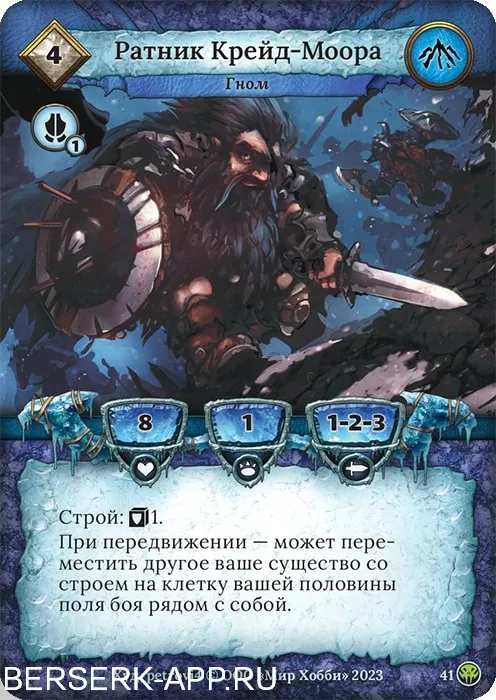 4
Ратник Крейд-Моора
Гном
1
8
1
1-2-3
Строй: 1.
При передвижении — может пере-
местить другое ваше существо со
строем на клетку вашей половины
поля боя рядом с собой.
© ООО «Мир Хобби» 2023
41
BERSERK-APP.RU